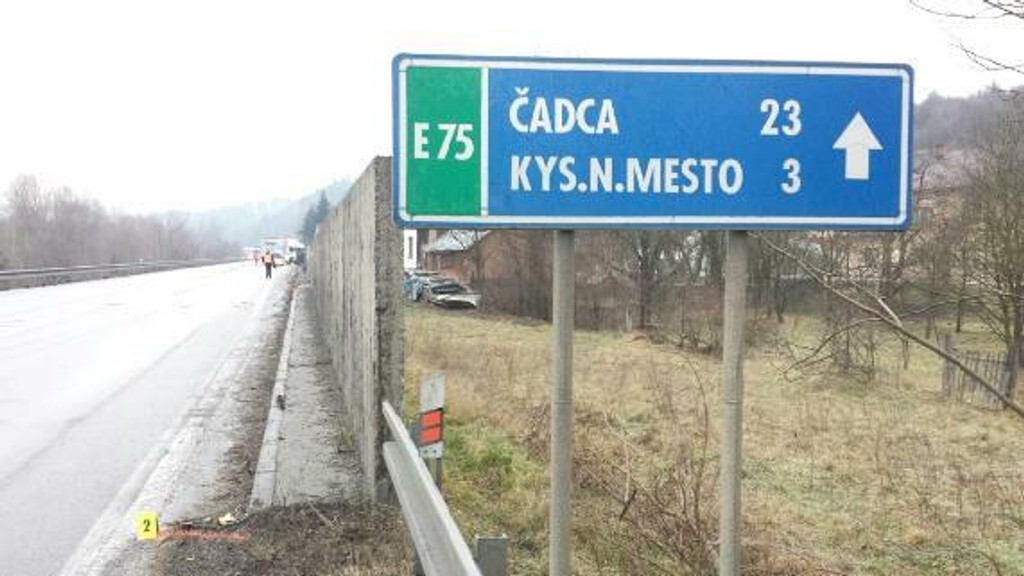 E 75
ČADCA 23
KYS.N.MESTO 3
2